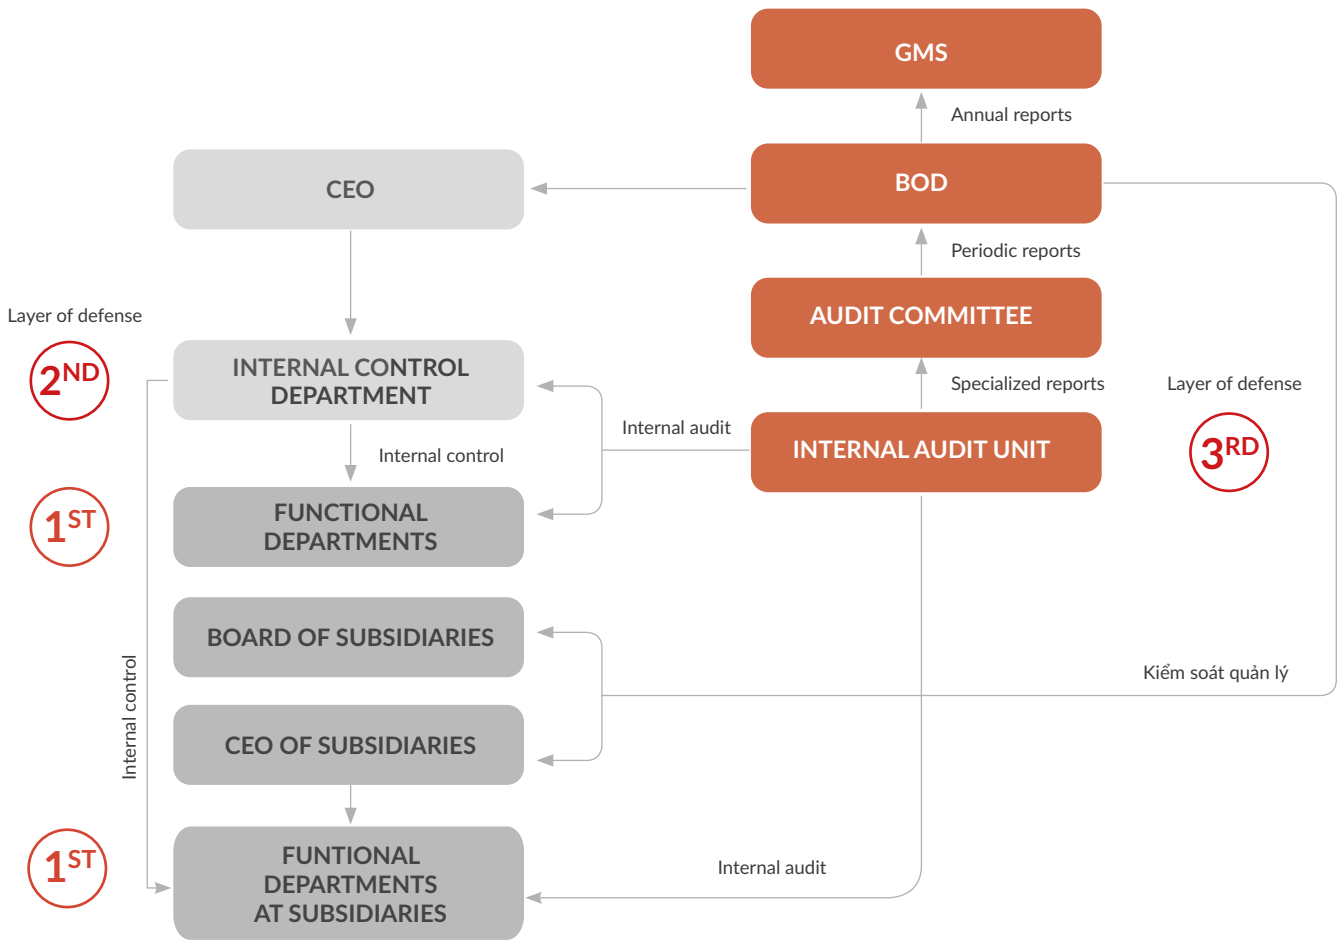 GMS
Annual reports
CEO
BOD
Periodic reports
Layer of defense
2ND
INTERNAL CONTROL
DEPARTMENT
AUDIT COMMITTEE
Specialized reports
Layer of defense
3RD
Internal audit
INTERNAL AUDIT UNIT
Internal control
1ST
FUNCTIONAL
DEPARTMENTS
BOARD OF SUBSIDIARIES
Kiểm soát quản lý
Internal control
CEO OF SUBSIDIARIES
1ST
FUNTIONAL
DEPARTMENTS
AT SUBSIDIARIES
Internal audit